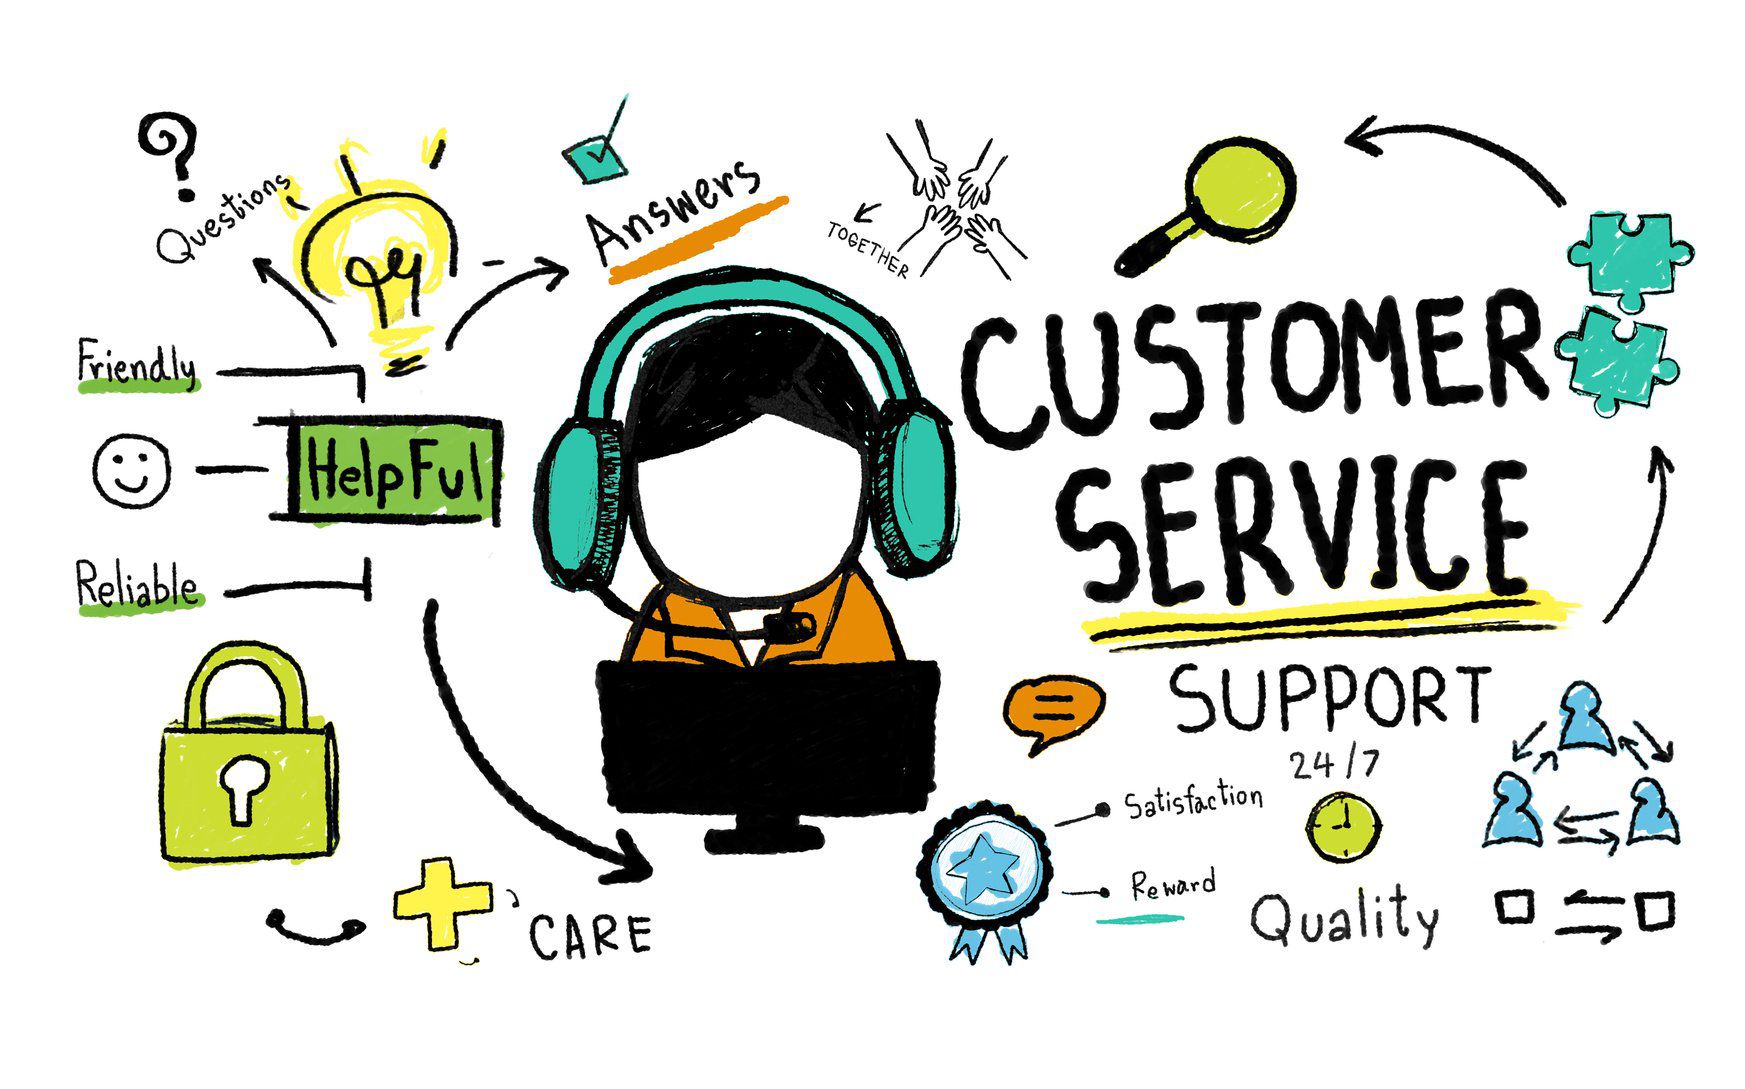 ?
Questions
Answers
TOGETHER
Friendly
HelpFul
Reliable
CUSTOMER
SERVICE
SUPPORT
24/7
Satisfaction
Reward
Quality
CARE